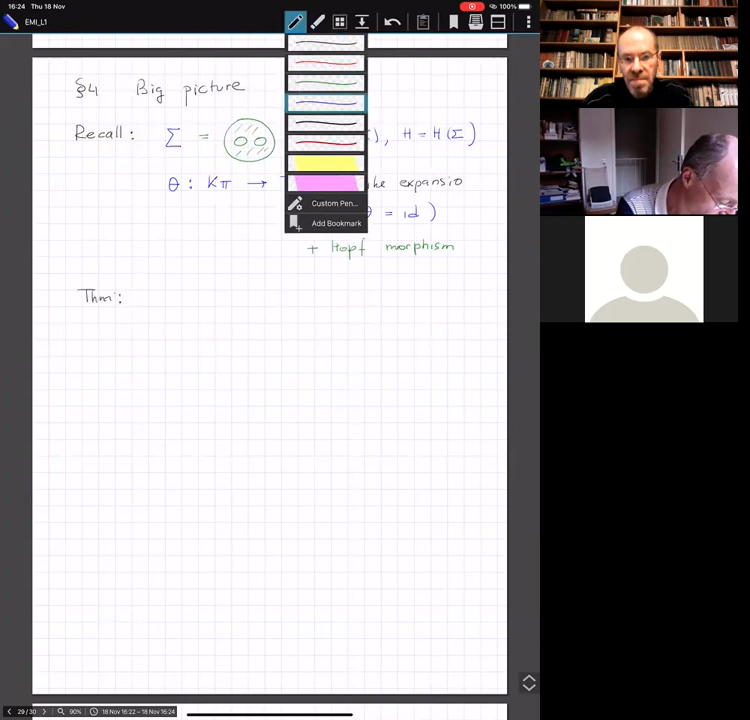 16:24 Thu 18 Nov
100%
EMI_L1
§4 Big picture
Recall: Σ = ), H = H(Σ)
θ: Kπ → ke expansio
θ = id )
+ Hopf morphism
Thm:
Custom Pen...
Add Bookmark
29/30 90% 18 Nov 16:22 – 18 Nov 16:24